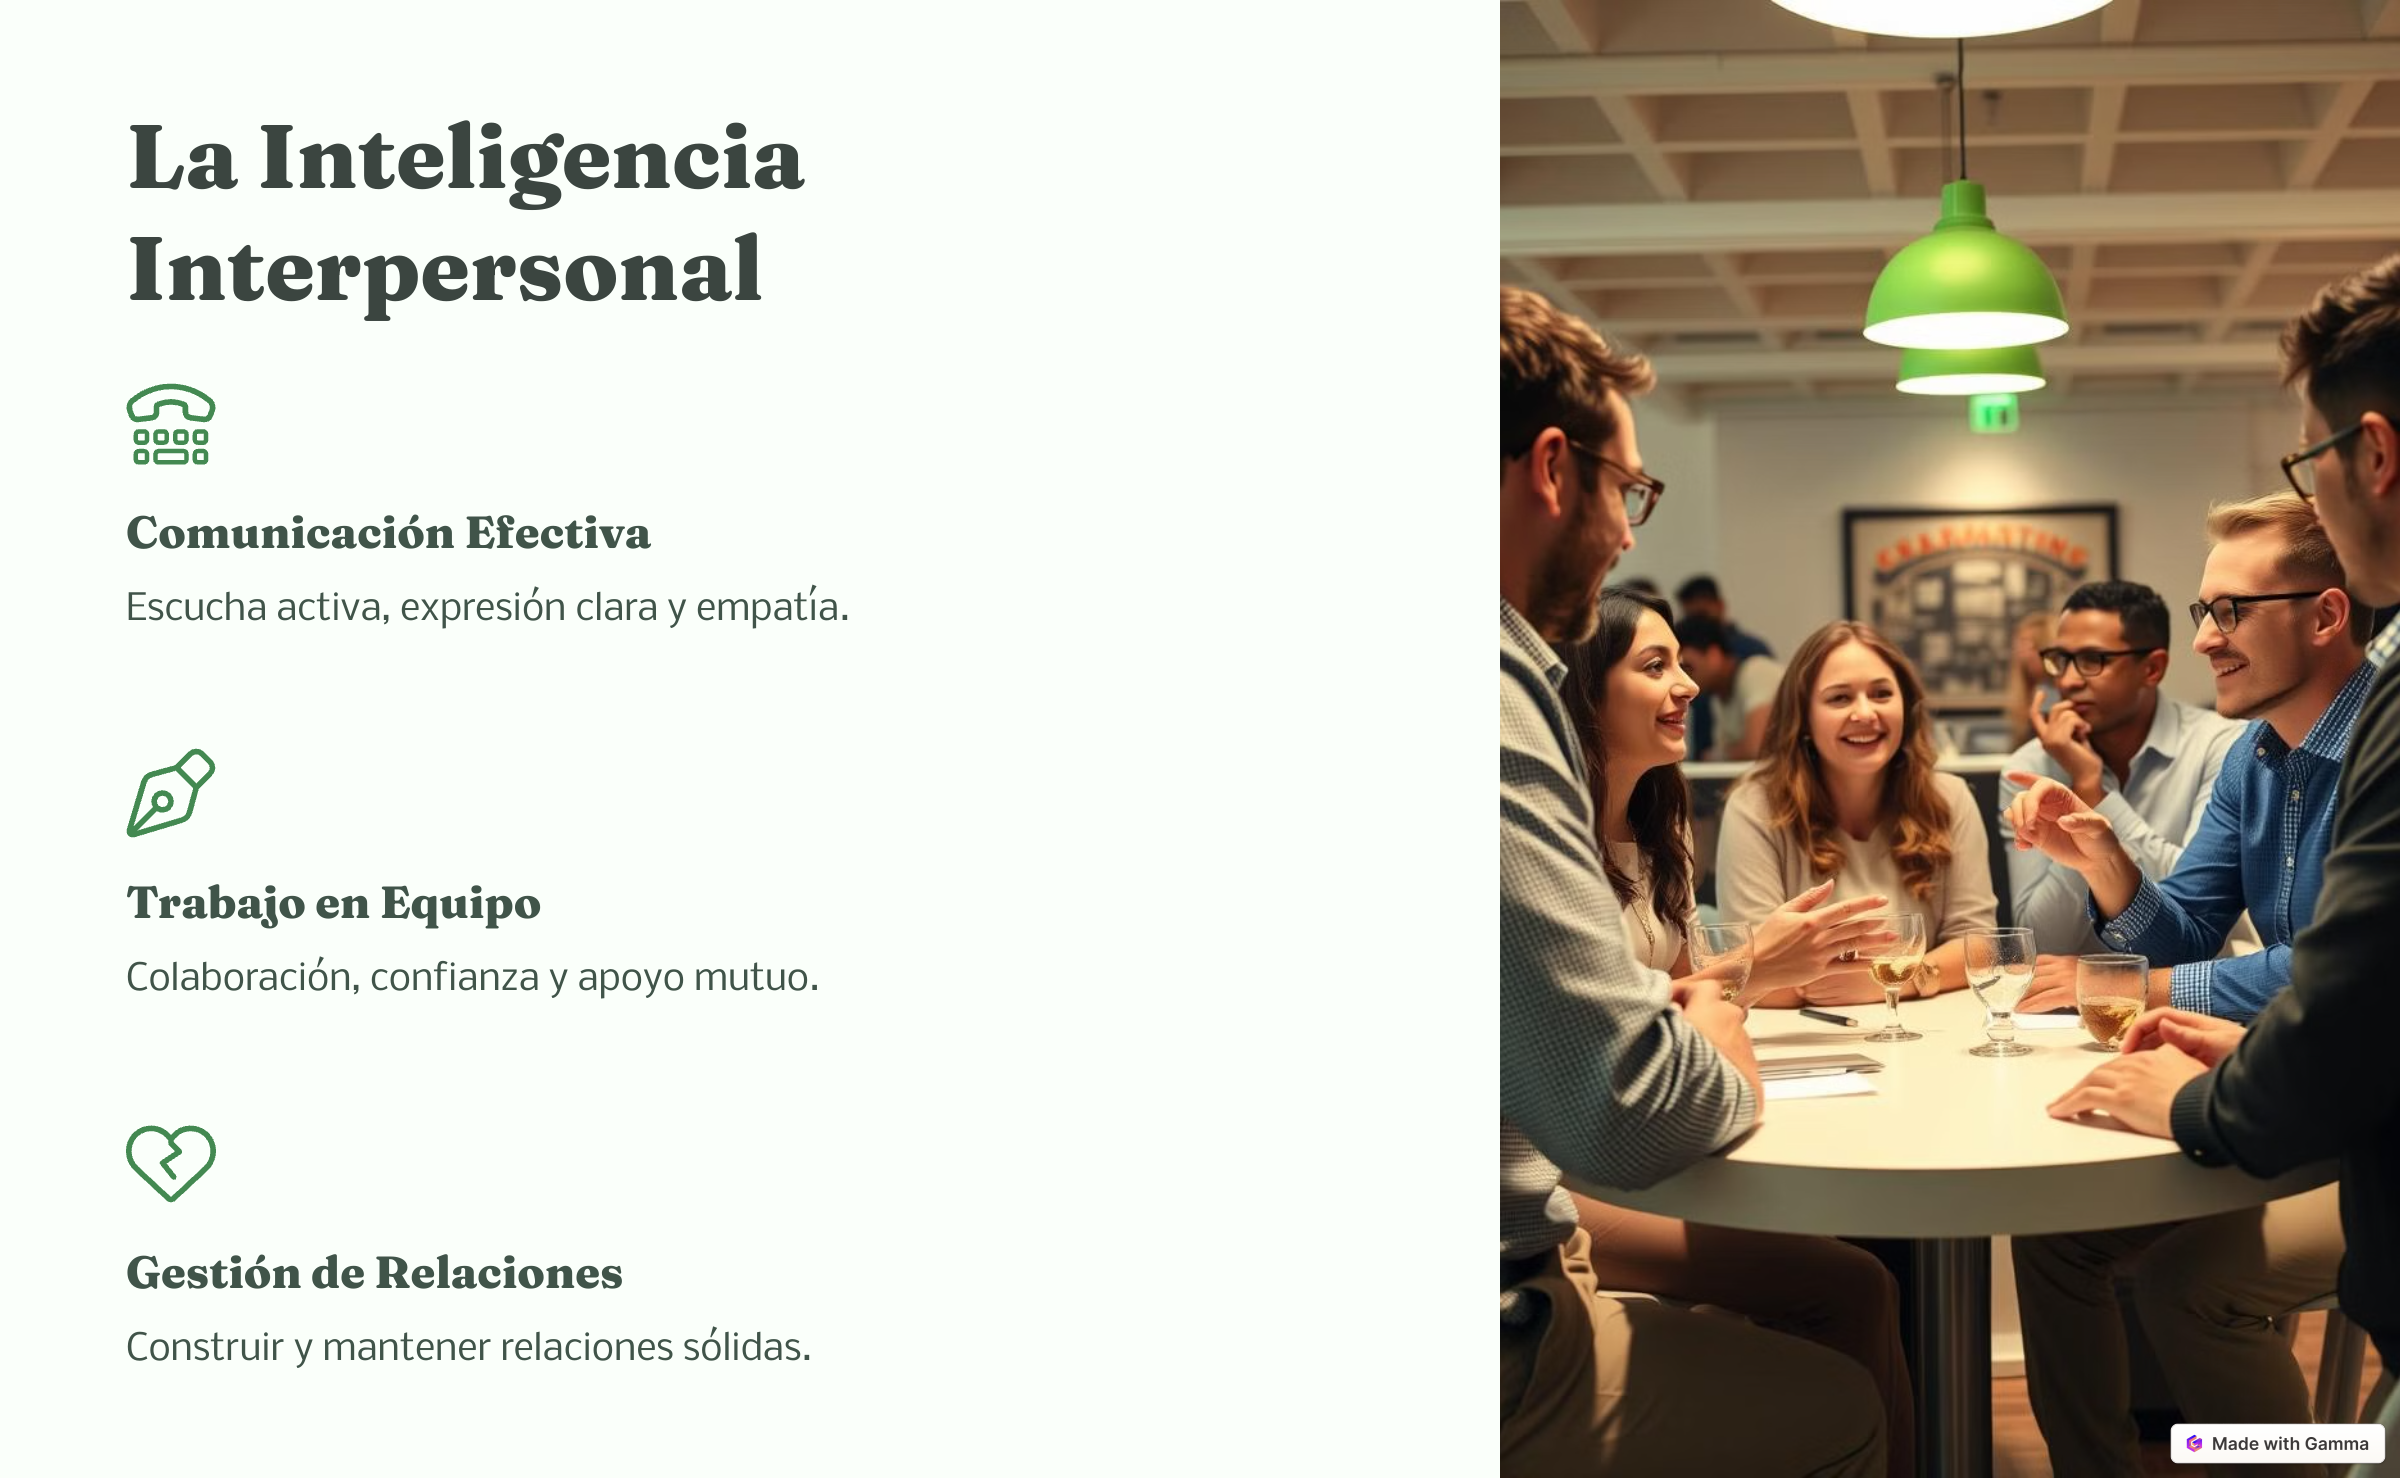 La Inteligencia
Interpersonal
Comunicación Efectiva
Escucha activa, expresión clara y empatía.
Trabajo en Equipo
Colaboración, confianza y apoyo mutuo.
Gestión de Relaciones
Construir y mantener relaciones sólidas.
Made with Gamma